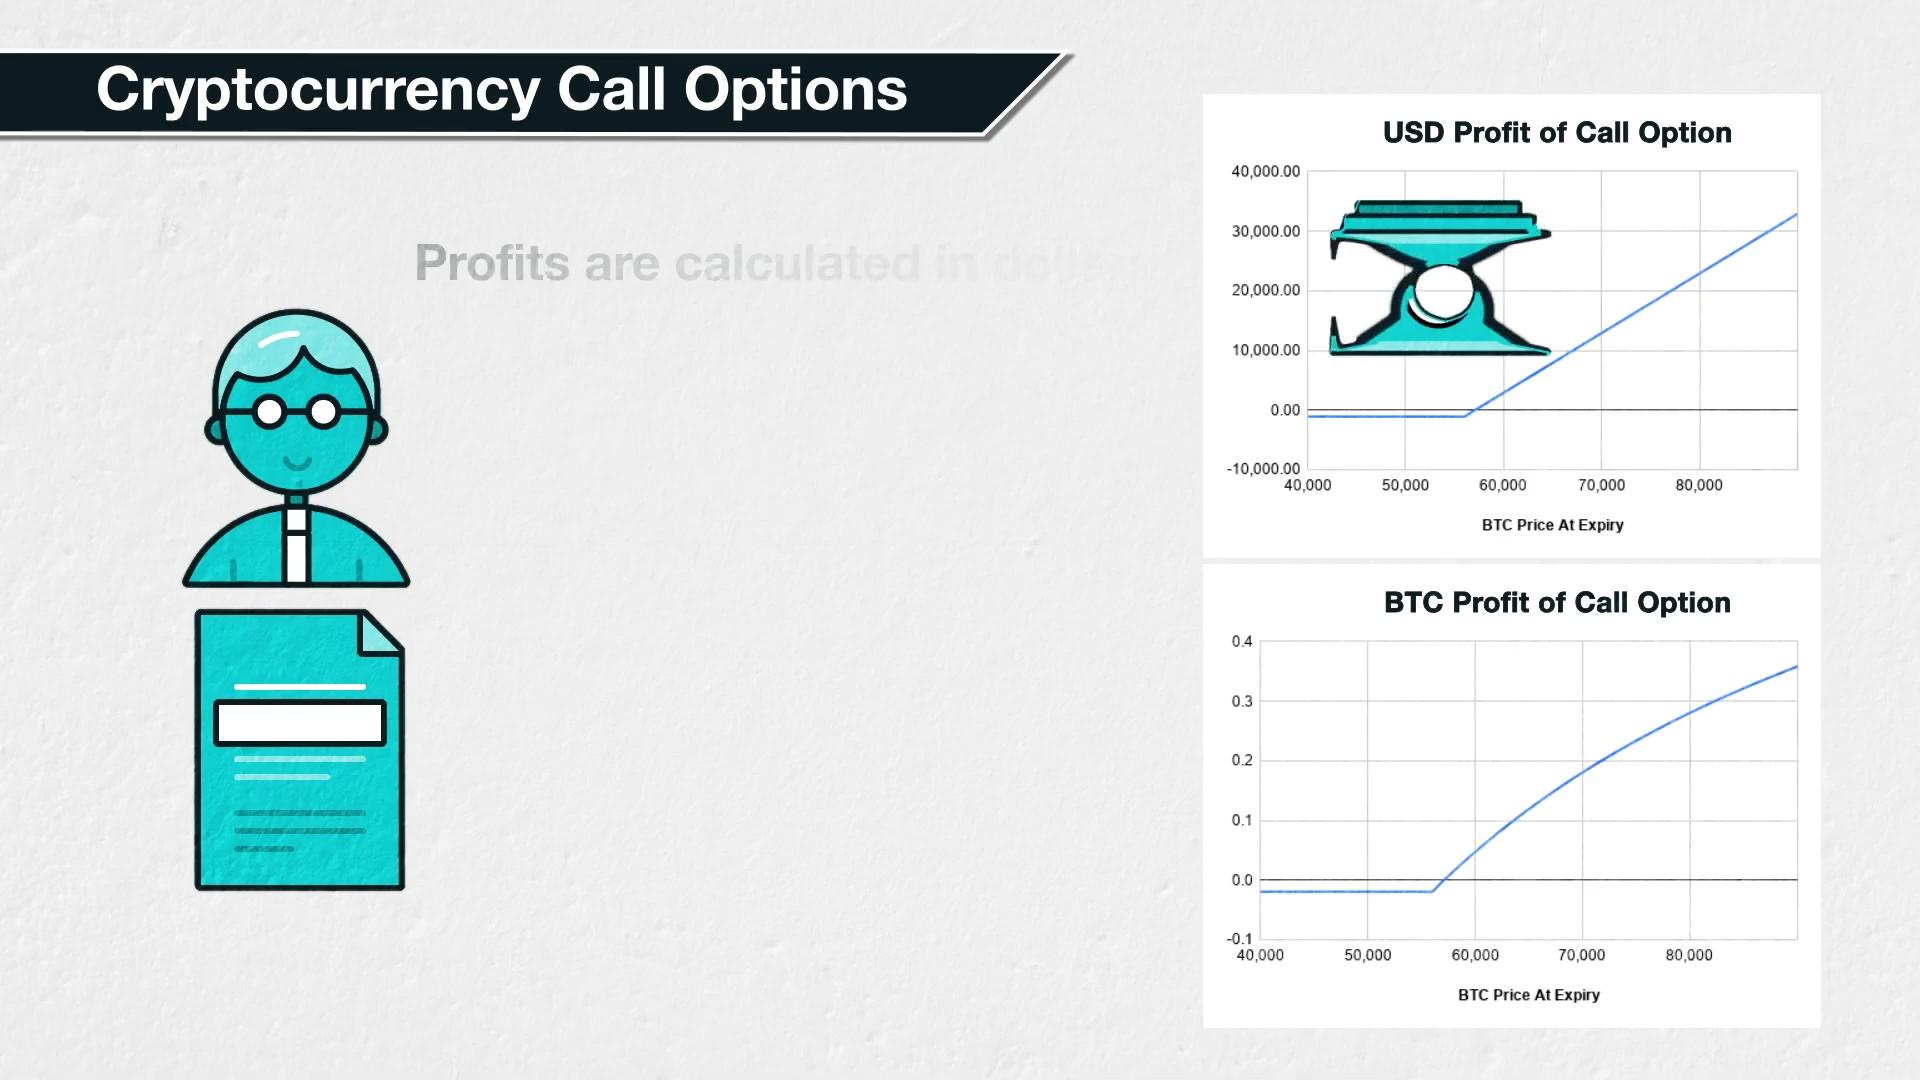 Cryptocurrency Call Options
Profits are calculated in
USD Profit of Call Option
40,000.00
30,000.00
20,000.00
10,000.00
0.00
-10,000.00
40,000 50,000 60,000 70,000 80,000
BTC Price At Expiry
BTC Profit of Call Option
0.4
0.3
0.2
0.1
0.0
-0.1
40,000 50,000 60,000 70,000 80,000
BTC Price At Expiry